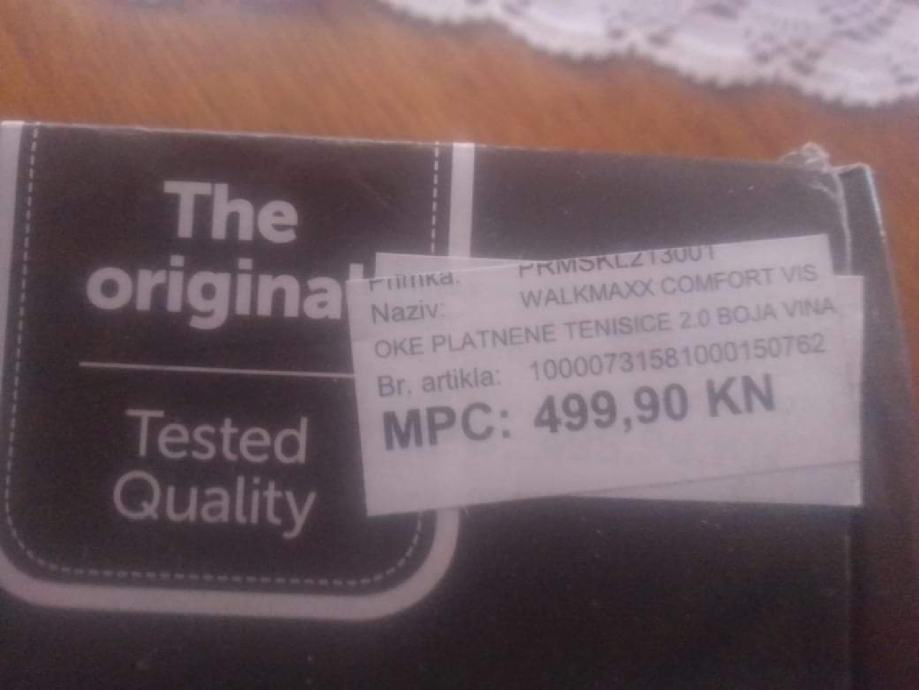 The
original
Tested
Quality
Primka: PRMSKL213001
Naziv: WALKMAXX COMFORT VIS
OKE PLATNENE TENISICE 2.0 BOJA VINA
Br. artikla: 10000731581000150762
MPC: 499,90 KN